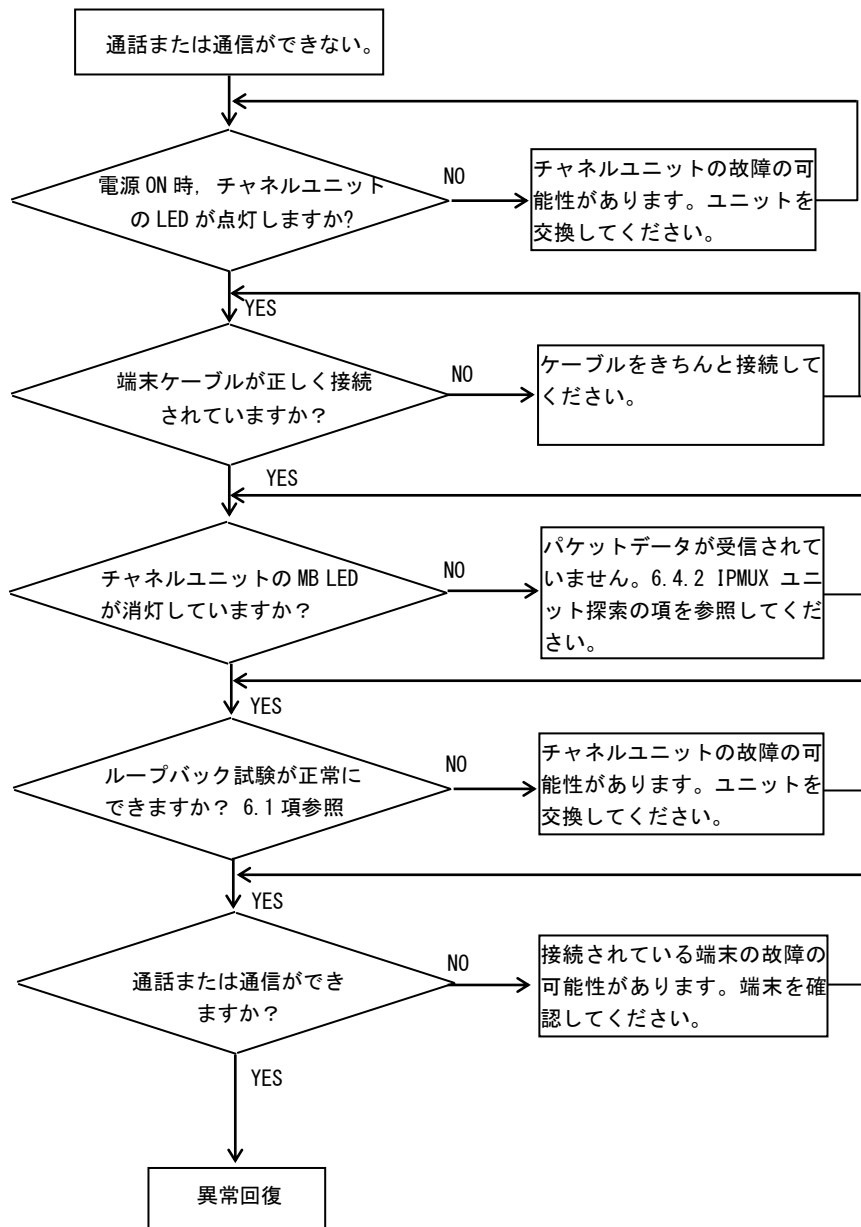 通話または通信ができない。
電源 ON 時, チャネルユニット
の LED が点灯しますか?
NO
チャネルユニットの故障の可
能性があります。ユニットを
交換してください。
YES
端末ケーブルが正しく接続
されていますか？
NO
ケーブルをきちんと接続して
ください。
YES
チャネルユニットの MB LED
が消灯していますか？
NO
パケットデータが受信されて
いません。6.4.2 IPMUX ユニ
ット探索の項を参照してくだ
さい。
YES
ループバック試験が正常に
できますか？ 6.1 項参照
NO
チャネルユニットの故障の可
能性があります。ユニットを
交換してください。
YES
通話または通信ができ
ますか？
NO
接続されている端末の故障の
可能性があります。端末を確
認してください。
YES
異常回復